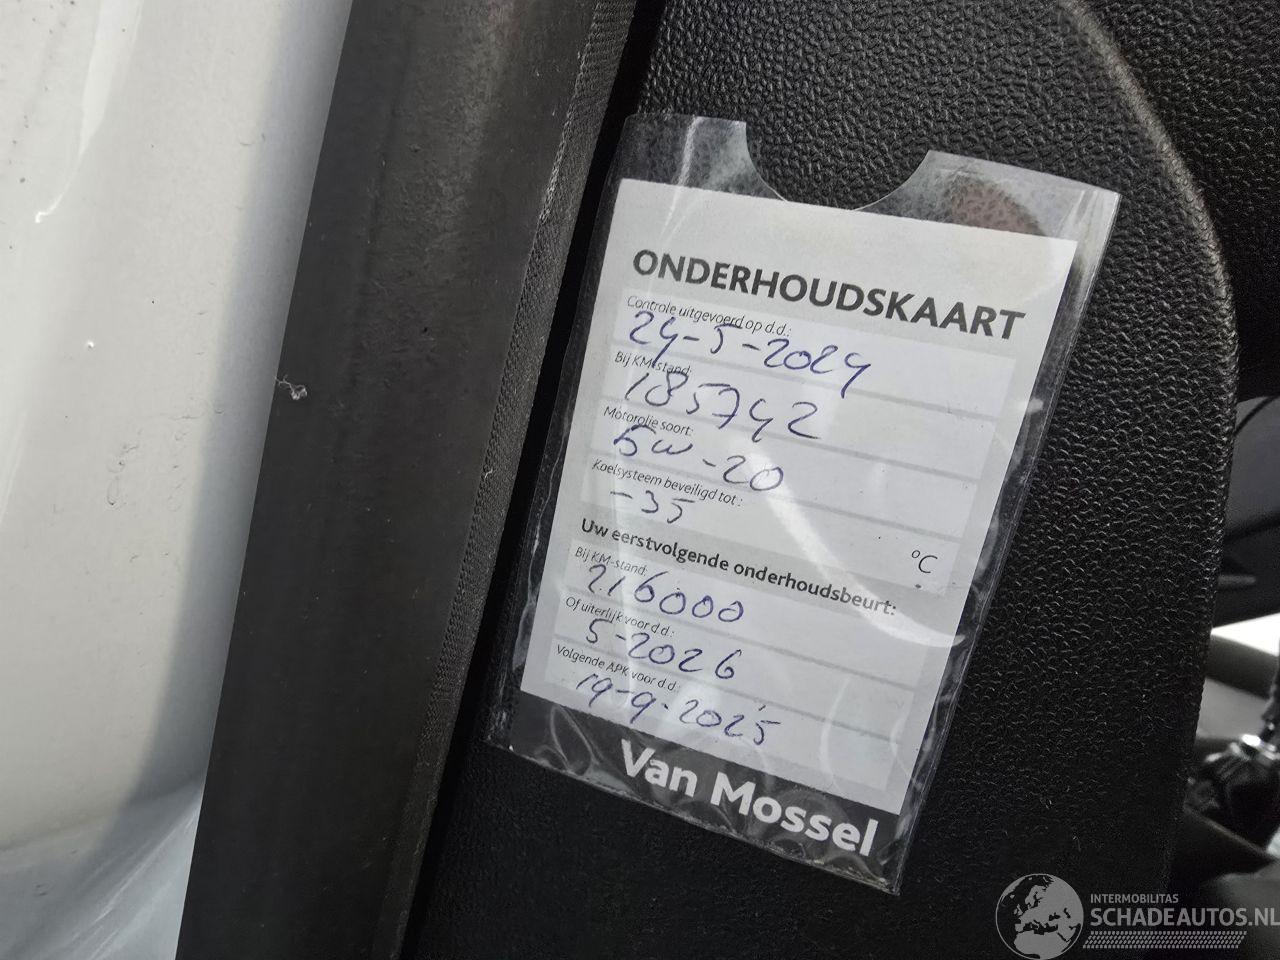 ONDERHOUDSKAART
Controle uitgevoerd op d.d.:
24-5-2024
Bij KM-stand:
185742
Motorolie soort:
5w-20
Koelsysteem beveiligd tot:
-35
°C
Uw eerstvolgende onderhoudsbeurt:
Bij KM-stand:
216000
Of uiterlijk voor d.d.:
5-2026
Volgende APK voor d.d.:
19-9-2025
Van Mossel
INTERMOBILITAS
SCHADEAUTOS.NL